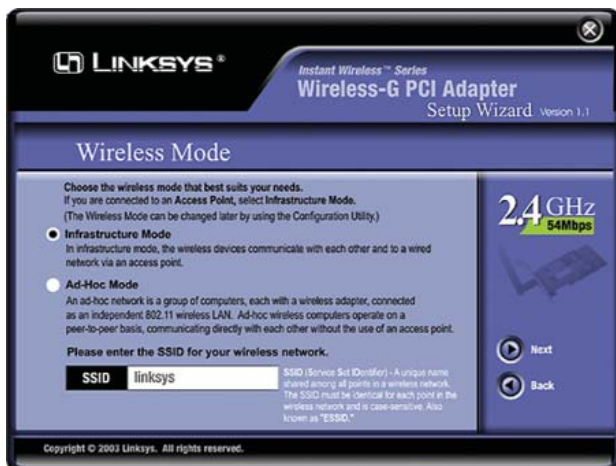 LINKSYS®
Instant Wireless™ Series
Wireless-G PCI Adapter
Setup Wizard Version 1.1
Wireless Mode
Choose the wireless mode that best suits your needs.
If you are connected to an Access Point, select Infrastructure Mode.
(The Wireless Mode can be changed later by using the Configuration Utility.)
Infrastructure Mode
In infrastructure mode, the wireless devices communicate with each other and to a wired
network via an access point.
Ad-Hoc Mode
An ad-hoc network is a group of computers, each with a wireless adapter, connected
as an independent 802.11 wireless LAN. Ad-hoc wireless computers operate on a
peer-to-peer basis, communicating directly with each other without the use of an access point.
Please enter the SSID for your wireless network.
SSID linksys
SSID (Service Set IDentifier) - A unique name
shared among all points in a wireless network.
The SSID must be identical for each point in the
wireless network and is case-sensitive. Also
known as "ESSID."
2.4 GHz
54Mbps
Next
Back
Copyright © 2003 Linksys. All rights reserved.